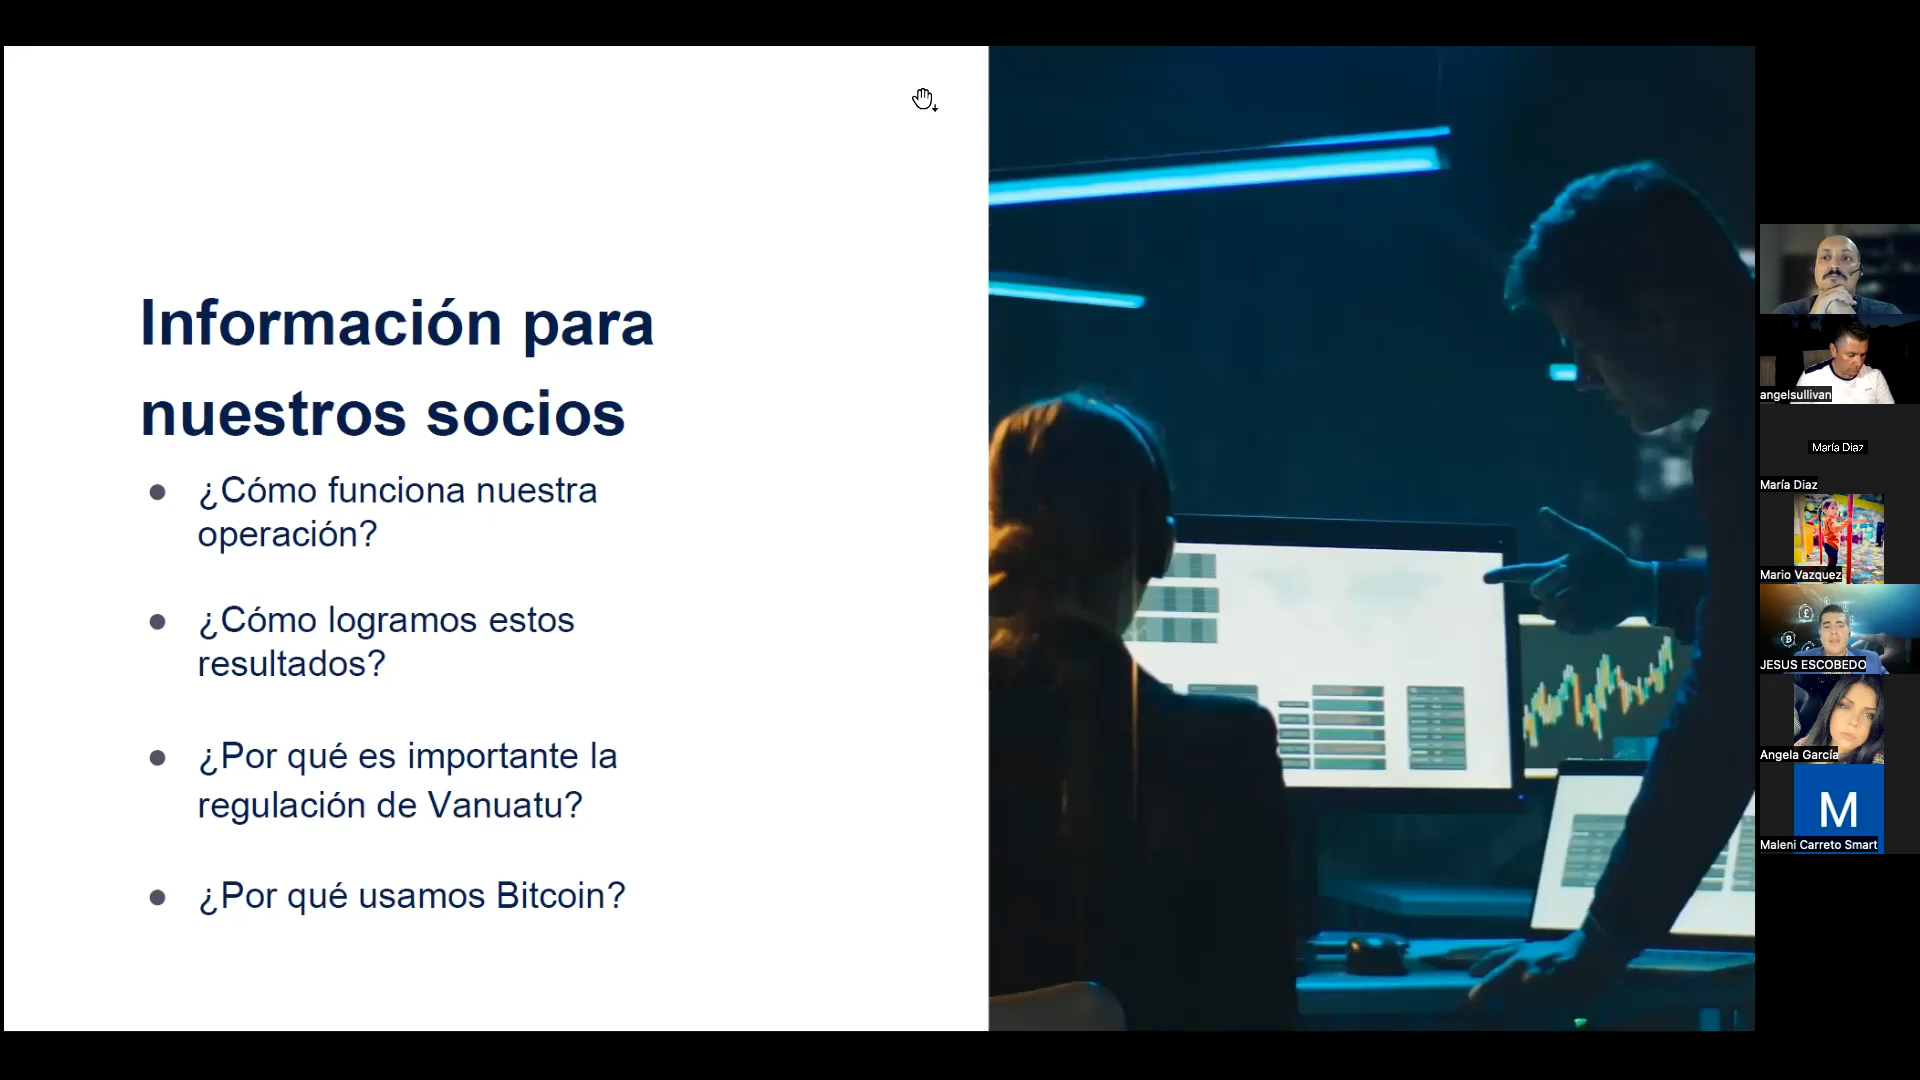 Información para
nuestros socios
¿Cómo funciona nuestra
operación?
¿Cómo logramos estos
resultados?
¿Por qué es importante la
regulación de Vanuatu?
¿Por qué usamos Bitcoin?
angelsullivan
María Diaz
María Diaz
Mario Vazquez
JESUS ESCOBEDO
Angela García
M
Maleni Carreto Smart